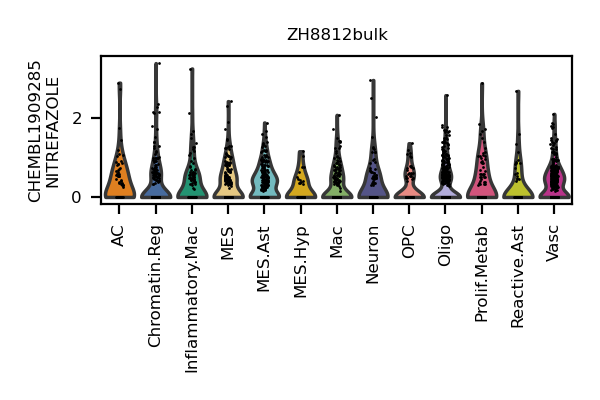 ZH8812bulk
CHEMBL1909285
NITREFAZOLE
2
0
AC
Chromatin.Reg
Inflammatory.Mac
MES
MES.Ast
MES.Hyp
Mac
Neuron
OPC
Oligo
Prolif.Metab
Reactive.Ast
Vasc